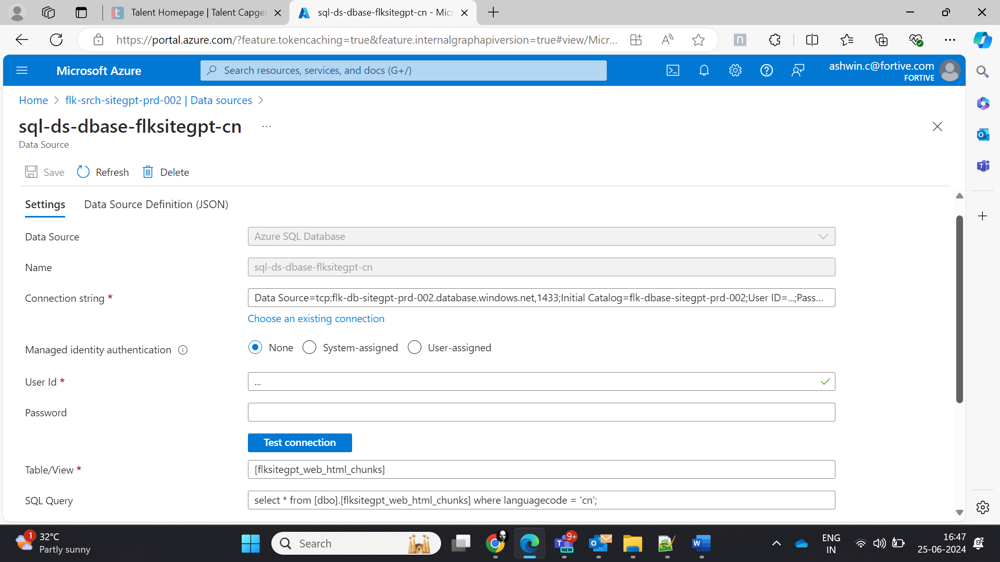 Talent Homepage | Talent Capger
sql-ds-dbase-flksitegpt-cn - Mic
https://portal.azure.com/?feature.tokencaching=true&feature.internalgraphapiversion=true#view/Micr...
Microsoft Azure
Search resources, services, and docs (G+/)
ashwin.c@fortive.com
FORTIVE
Home > flk-srch-sitegpt-prd-002 | Data sources >
sql-ds-dbase-flksitegpt-cn ...
Data Source
Save Refresh Delete
Settings Data Source Definition (JSON)
Data Source Azure SQL Database
Name sql-ds-dbase-flksitegpt-cn
Connection string * Data Source=tcp:flk-db-sitegpt-prd-002.database.windows.net,1433;Initial Catalog=flk-dbase-sitegpt-prd-002;User ID=...;Pass...
Choose an existing connection
Managed identity authentication None System-assigned User-assigned
User Id * ...
Password
Test connection
Table/View * [flksitegpt_web_html_chunks]
SQL Query select * from [dbo].[flksitegpt_web_html_chunks] where languagecode = 'cn';
1 32°C
Partly sunny
Search
9+
NEW
ENG
IN
16:47
25-06-2024